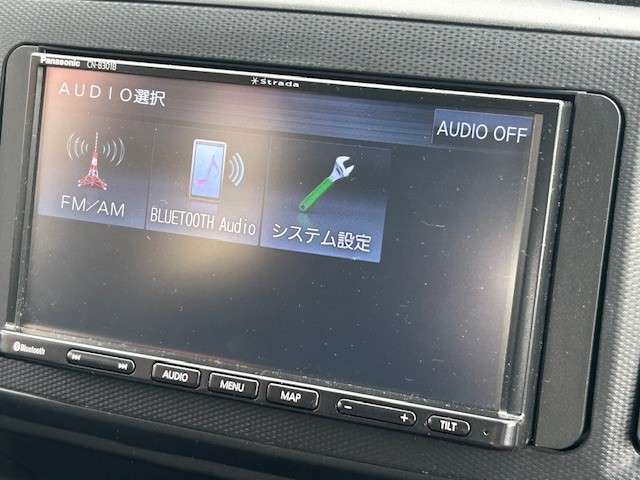 Panasonic CN-B301B
Strada
AUDIO選択
AUDIO OFF
FM/AM
BLUETOOTH Audio
システム設定
Bluetooth
AUDIO
MENU
MAP
− +
TILT